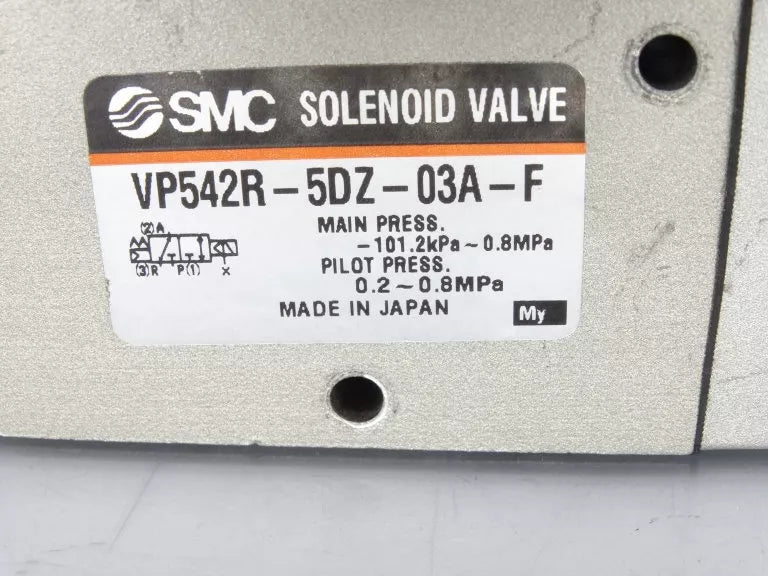 SMC SOLENOID VALVE
VP542R-5DZ-03A-F
(2)A
(3)R P(1) X
MAIN PRESS.
-101.2kPa~0.8MPa
PILOT PRESS.
0.2~0.8MPa
MADE IN JAPAN
My